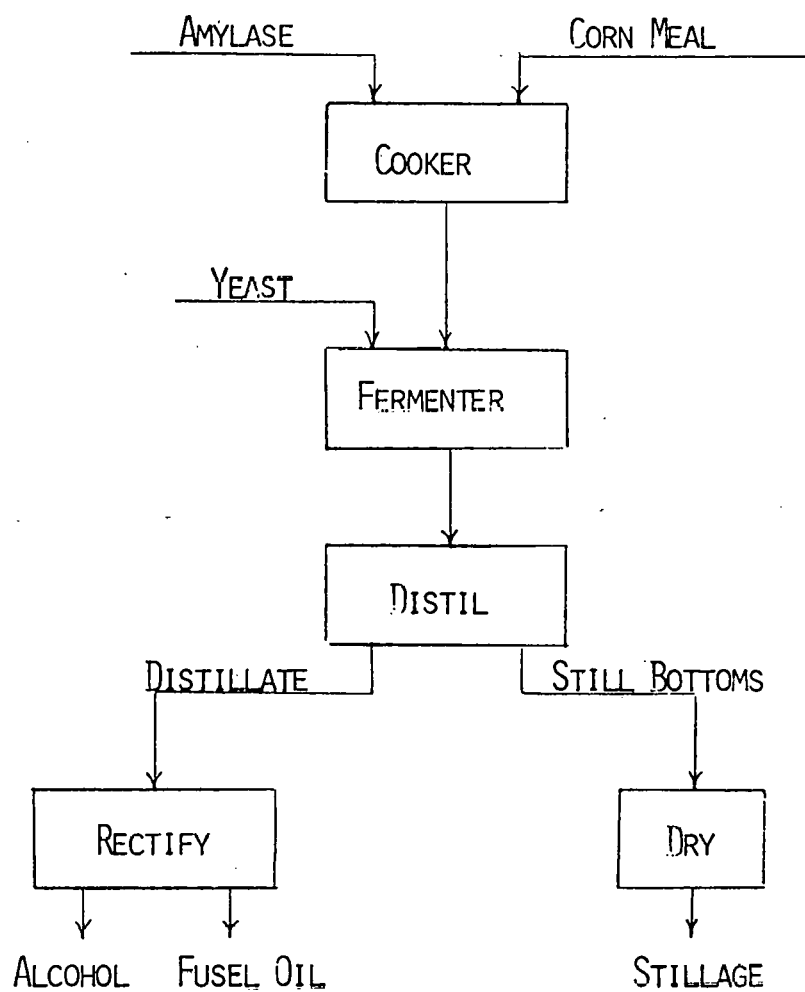 AMYLASE
CORN MEAL
COOKER
YEAST
FERMENTER
DISTIL
DISTILLATE
STILL BOTTOMS
RECTIFY
DRY
ALCOHOL
FUSEL OIL
STILLAGE